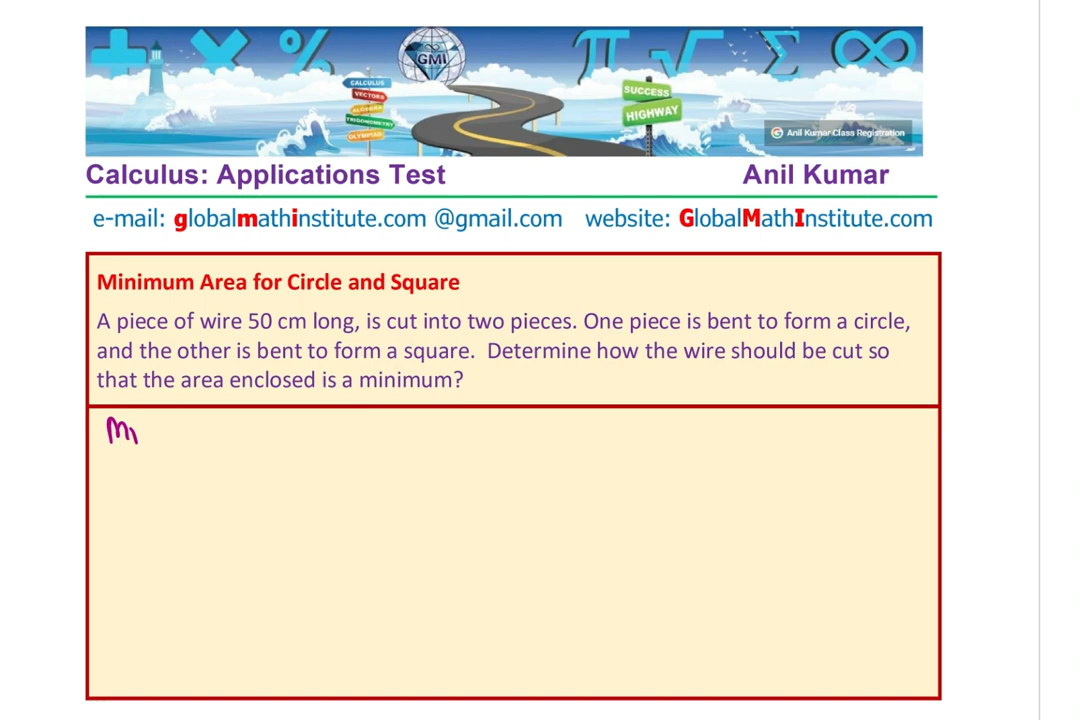 + × % GMI π √ Σ ∞
CALCULUS
VECTORS
ALGEBRA
TRIGONOMETRY
OLYMPIAD
SUCCESS
HIGHWAY
G Anil Kumar Class Registration
Calculus: Applications Test Anil Kumar
e-mail: globalmathinstitute.com @gmail.com website: GlobalMathInstitute.com
Minimum Area for Circle and Square
A piece of wire 50 cm long, is cut into two pieces. One piece is bent to form a circle,
and the other is bent to form a square. Determine how the wire should be cut so
that the area enclosed is a minimum?